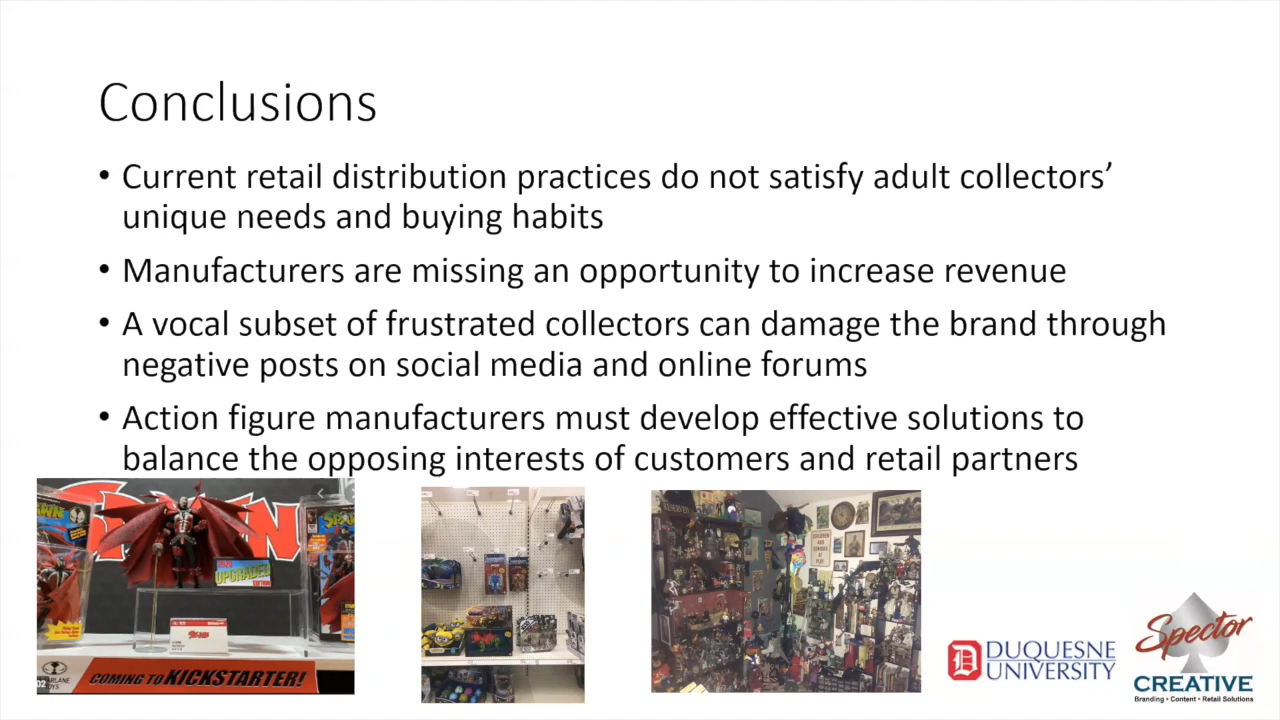 Conclusions
• Current retail distribution practices do not satisfy adult collectors’
unique needs and buying habits
• Manufacturers are missing an opportunity to increase revenue
• A vocal subset of frustrated collectors can damage the brand through
negative posts on social media and online forums
• Action figure manufacturers must develop effective solutions to
balance the opposing interests of customers and retail partners
UPGRADES
COMING TO KICKSTARTER!
DUQUESNE
UNIVERSITY
Spector
CREATIVE
Branding • Content • Retail Solutions